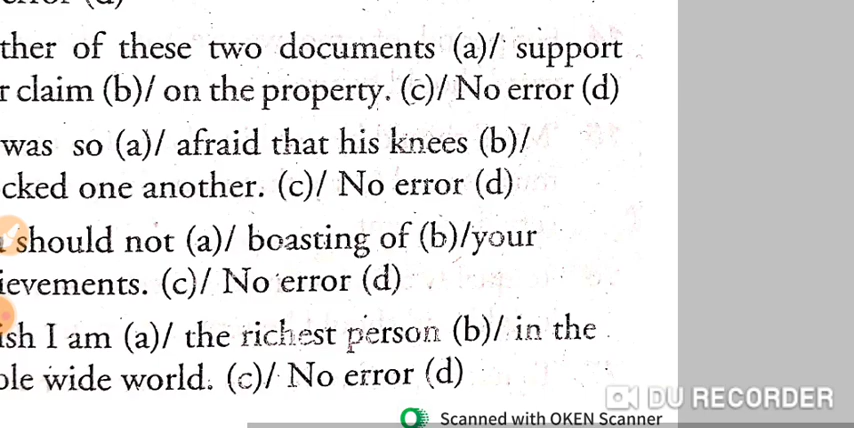 ther of these two documents (a)/ support
r claim (b)/ on the property. (c)/ No error (d)
was so (a)/ afraid that his knees (b)/
cked one another. (c)/ No error (d)
should not (a)/ boasting of (b)/your
ievements. (c)/ No error (d)
ish I am (a)/ the richest person (b)/ in the
ole wide world. (c)/ No error (d)
DU RECORDER
Scanned with OKEN Scanner